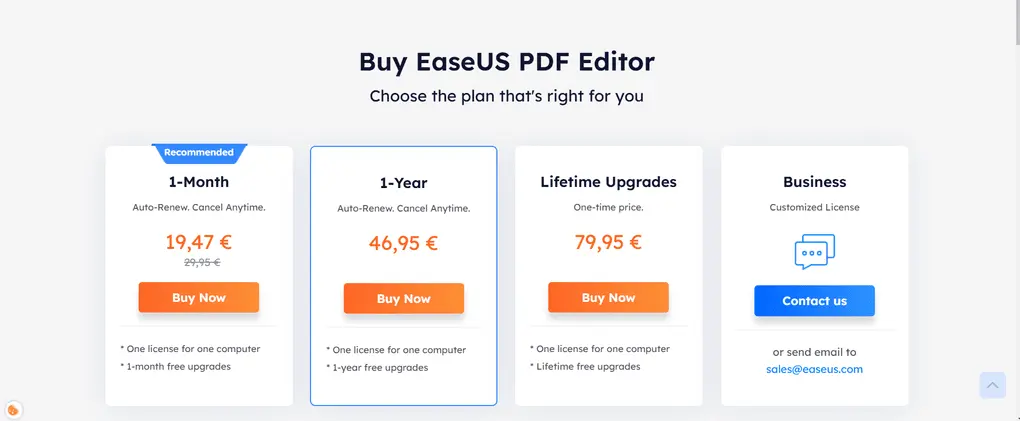 Buy EaseUS PDF Editor
Choose the plan that's right for you
Recommended
1-Month
Auto-Renew. Cancel Anytime.
19,47 €
29,95 €
Buy Now
* One license for one computer
* 1-month free upgrades
1-Year
Auto-Renew. Cancel Anytime.
46,95 €
Buy Now
* One license for one computer
* 1-year free upgrades
Lifetime Upgrades
One-time price.
79,95 €
Buy Now
* One license for one computer
* Lifetime free upgrades
Business
Customized License
Contact us
or send email to
sales@easeus.com